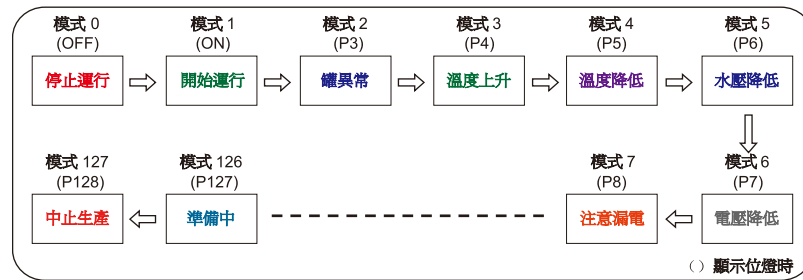 模式 0
(OFF)
停止運行
模式 1
(ON)
開始運行
模式 2
(P3)
罐異常
模式 3
(P4)
溫度上升
模式 4
(P5)
溫度降低
模式 5
(P6)
水壓降低
模式 6
(P7)
電壓降低
模式 7
(P8)
注意漏電
模式 126
(P127)
準備中
模式 127
(P128)
中止生產
( ) 顯示位燈時